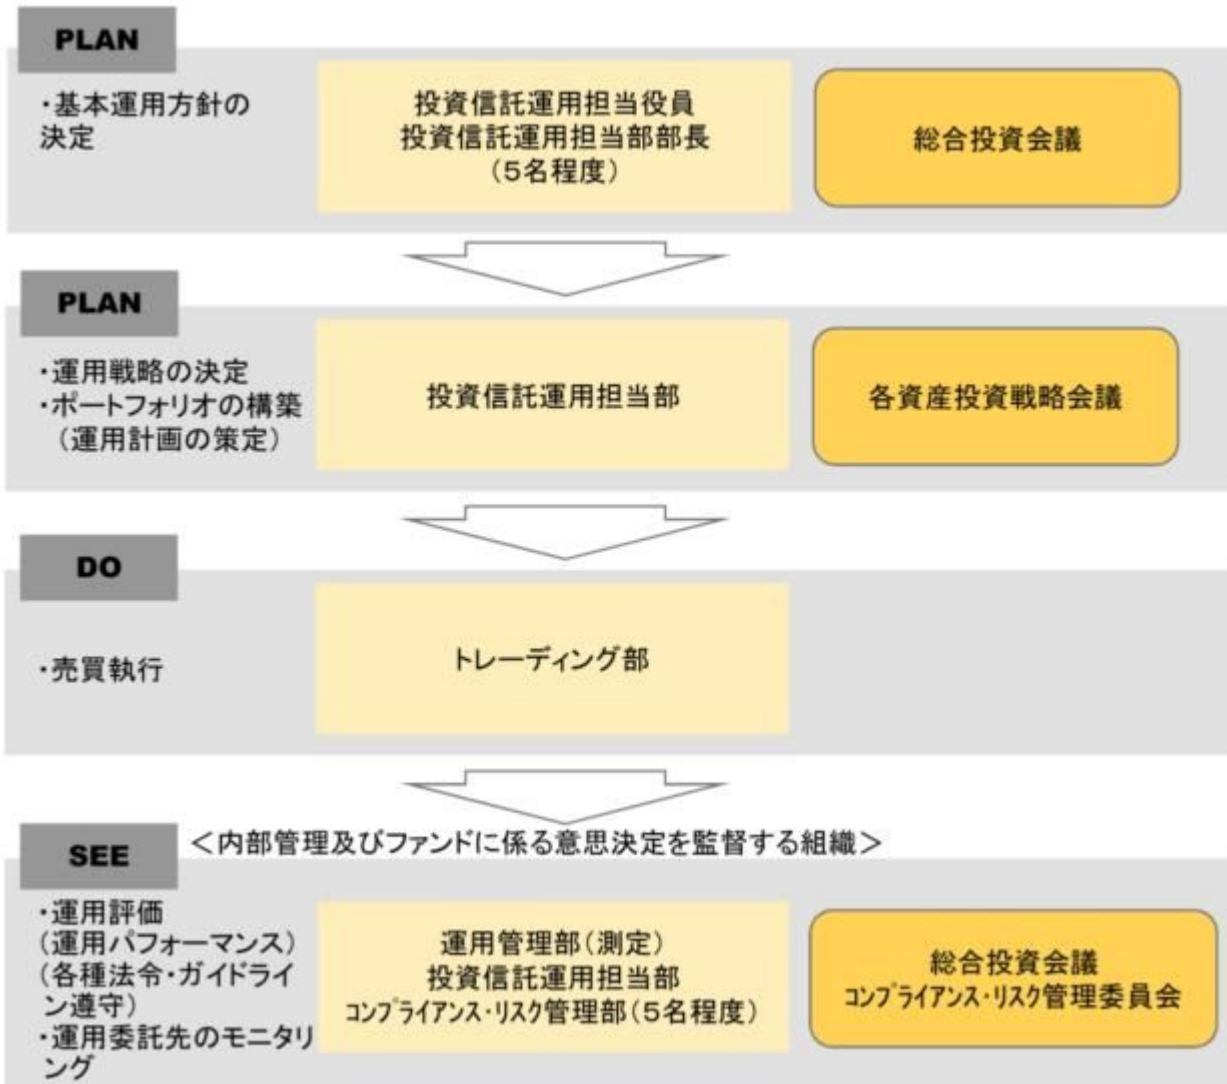 PLAN
・基本運用方針の
決定
投資信託運用担当役員
投資信託運用担当部部長
（５名程度）
総合投資会議
PLAN
・運用戦略の決定
・ポートフォリオの構築
（運用計画の策定）
投資信託運用担当部
各資産投資戦略会議
DO
・売買執行
トレーディング部
SEE
＜内部管理及びファンドに係る意思決定を監督する組織＞
・運用評価
（運用パフォーマンス）
（各種法令・ガイドライ
ン遵守）
・運用委託先のモニタリ
ング
運用管理部（測定）
投資信託運用担当部
ｺﾝﾌﾟﾗｲｱﾝｽ・ﾘｽｸ管理部（５名程度）
総合投資会議
ｺﾝﾌﾟﾗｲｱﾝｽ・ﾘｽｸ管理委員会